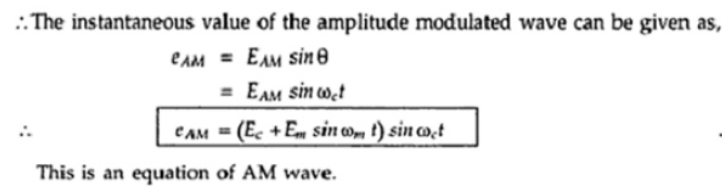 ∴The instantaneous value of the amplitude modulated wave can be given as,
e_AM = E_AM sin θ
= E_AM sin ω_c t
∴ e_AM = (E_c + E_m sin ω_m t) sin ω_c t
This is an equation of AM wave.